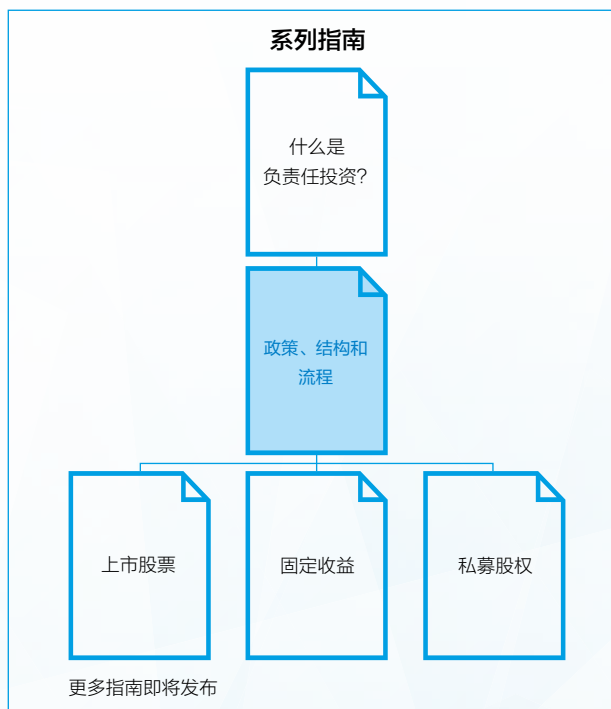 系列指南
什么是
负责任投资?
政策、结构和
流程
上市股票
固定收益
私募股权
更多指南即将发布